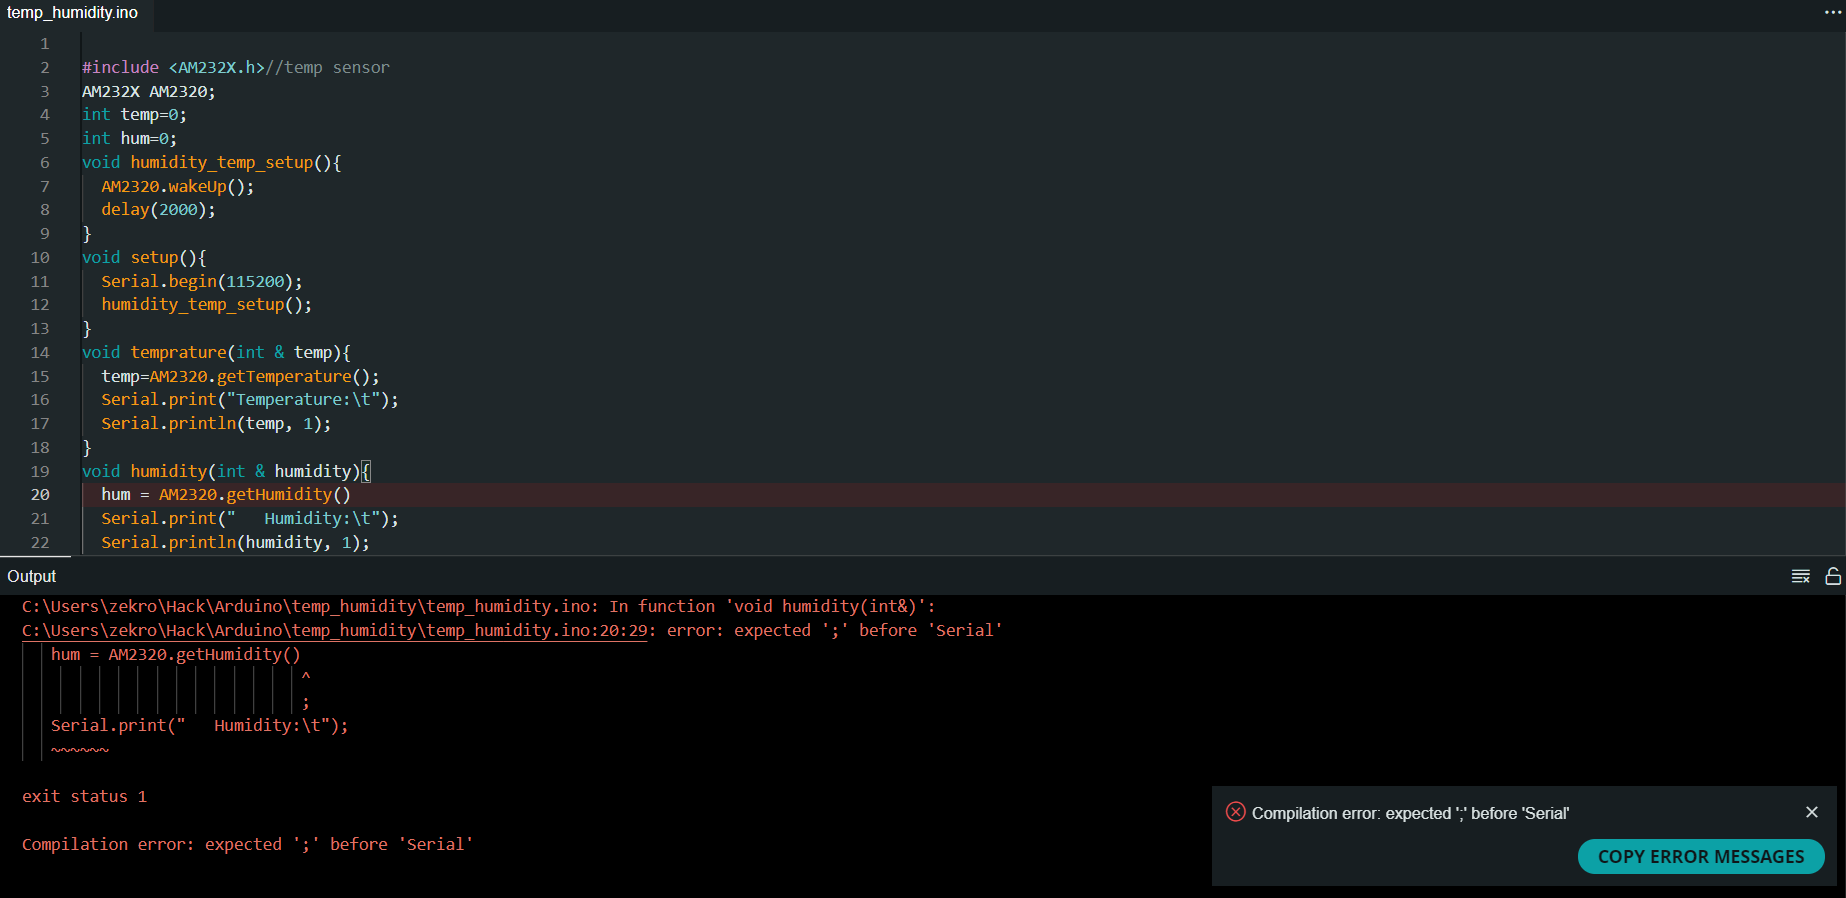 temp_humidity.ino
1
2 #include <AM232X.h>//temp sensor
3 AM232X AM2320;
4 int temp=0;
5 int hum=0;
6 void humidity_temp_setup(){
7   AM2320.wakeUp();
8   delay(2000);
9 }
10 void setup(){
11   Serial.begin(115200);
12   humidity_temp_setup();
13 }
14 void temprature(int & temp){
15   temp=AM2320.getTemperature();
16   Serial.print("Temperature:\t");
17   Serial.println(temp, 1);
18 }
19 void humidity(int & humidity){
20   hum = AM2320.getHumidity()
21   Serial.print("   Humidity:\t");
22   Serial.println(humidity, 1);
Output
C:\Users\zekro\Hack\Arduino\temp_humidity\temp_humidity.ino: In function 'void humidity(int&)':
C:\Users\zekro\Hack\Arduino\temp_humidity\temp_humidity.ino:20:29: error: expected ';' before 'Serial'
   hum = AM2320.getHumidity()
                             ^
                             ;
   Serial.print("   Humidity:\t");
   ~~~~~~
exit status 1
Compilation error: expected ';' before 'Serial'
Compilation error: expected ';' before 'Serial'
COPY ERROR MESSAGES